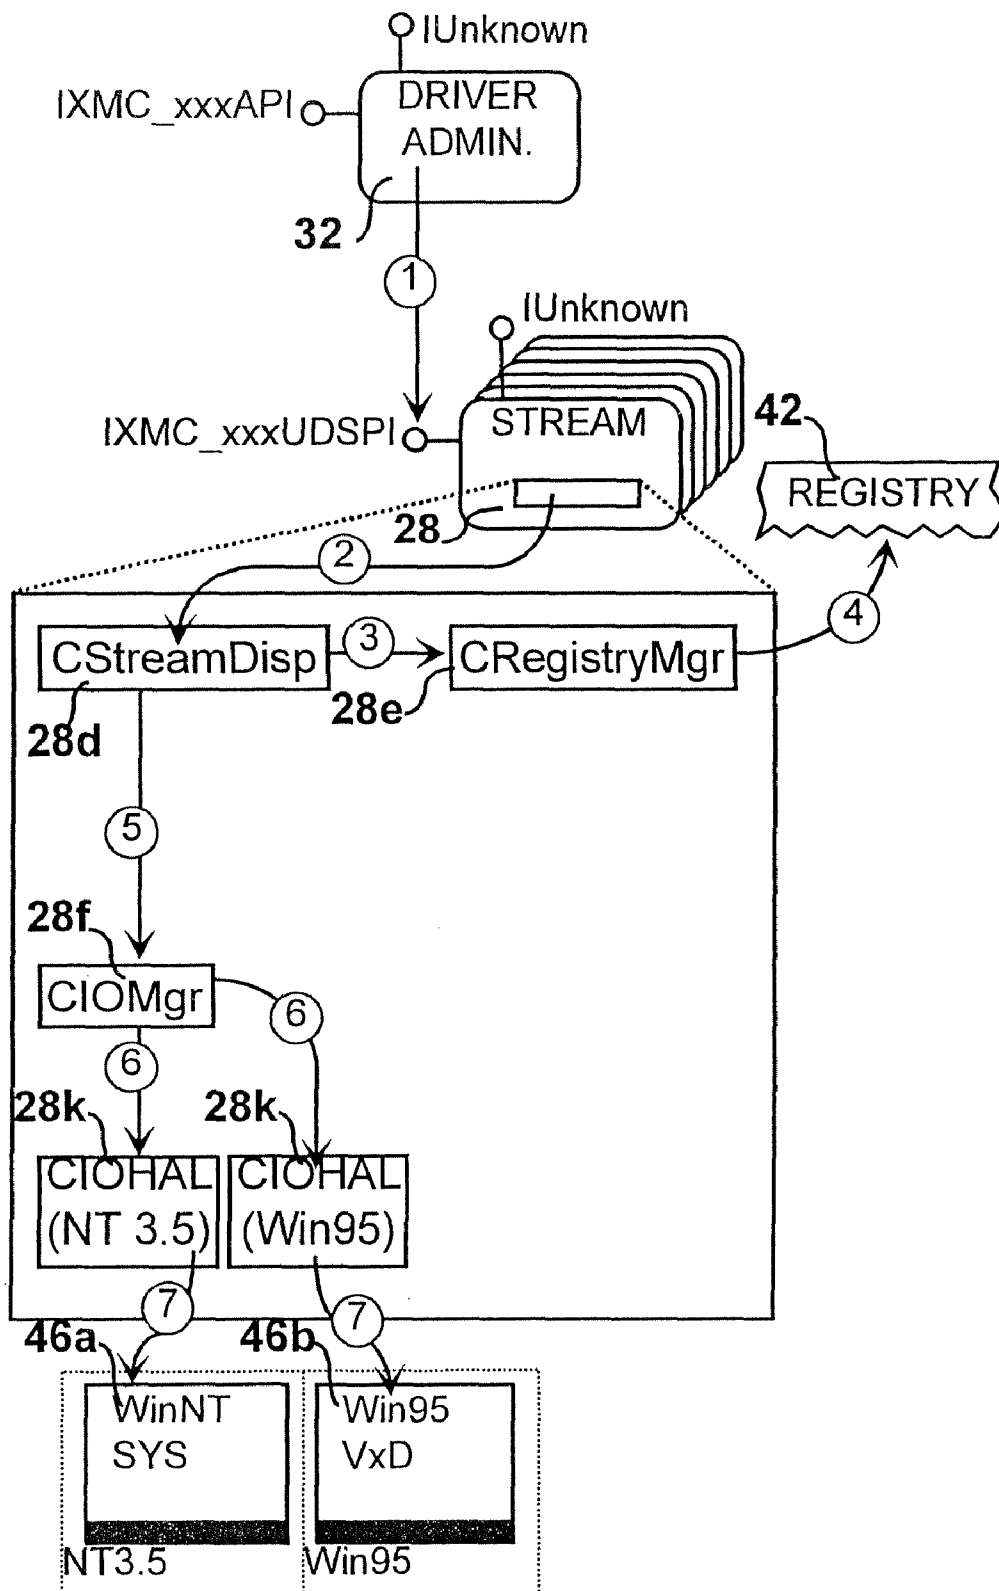 IUnknown
IXMC_xxxAPI
DRIVER
ADMIN.
32
1
IUnknown
IXMC_xxxUDSPI
STREAM
42
REGISTRY
28
2
4
CStreamDisp
3
CRegistryMgr
28d
28e
5
28f
CIOMgr
6
6
28k
28k
CIOHAL
(NT 3.5)
CIOHAL
(Win95)
7
7
46a
46b
WinNT
SYS
Win95
VxD
NT3.5
Win95